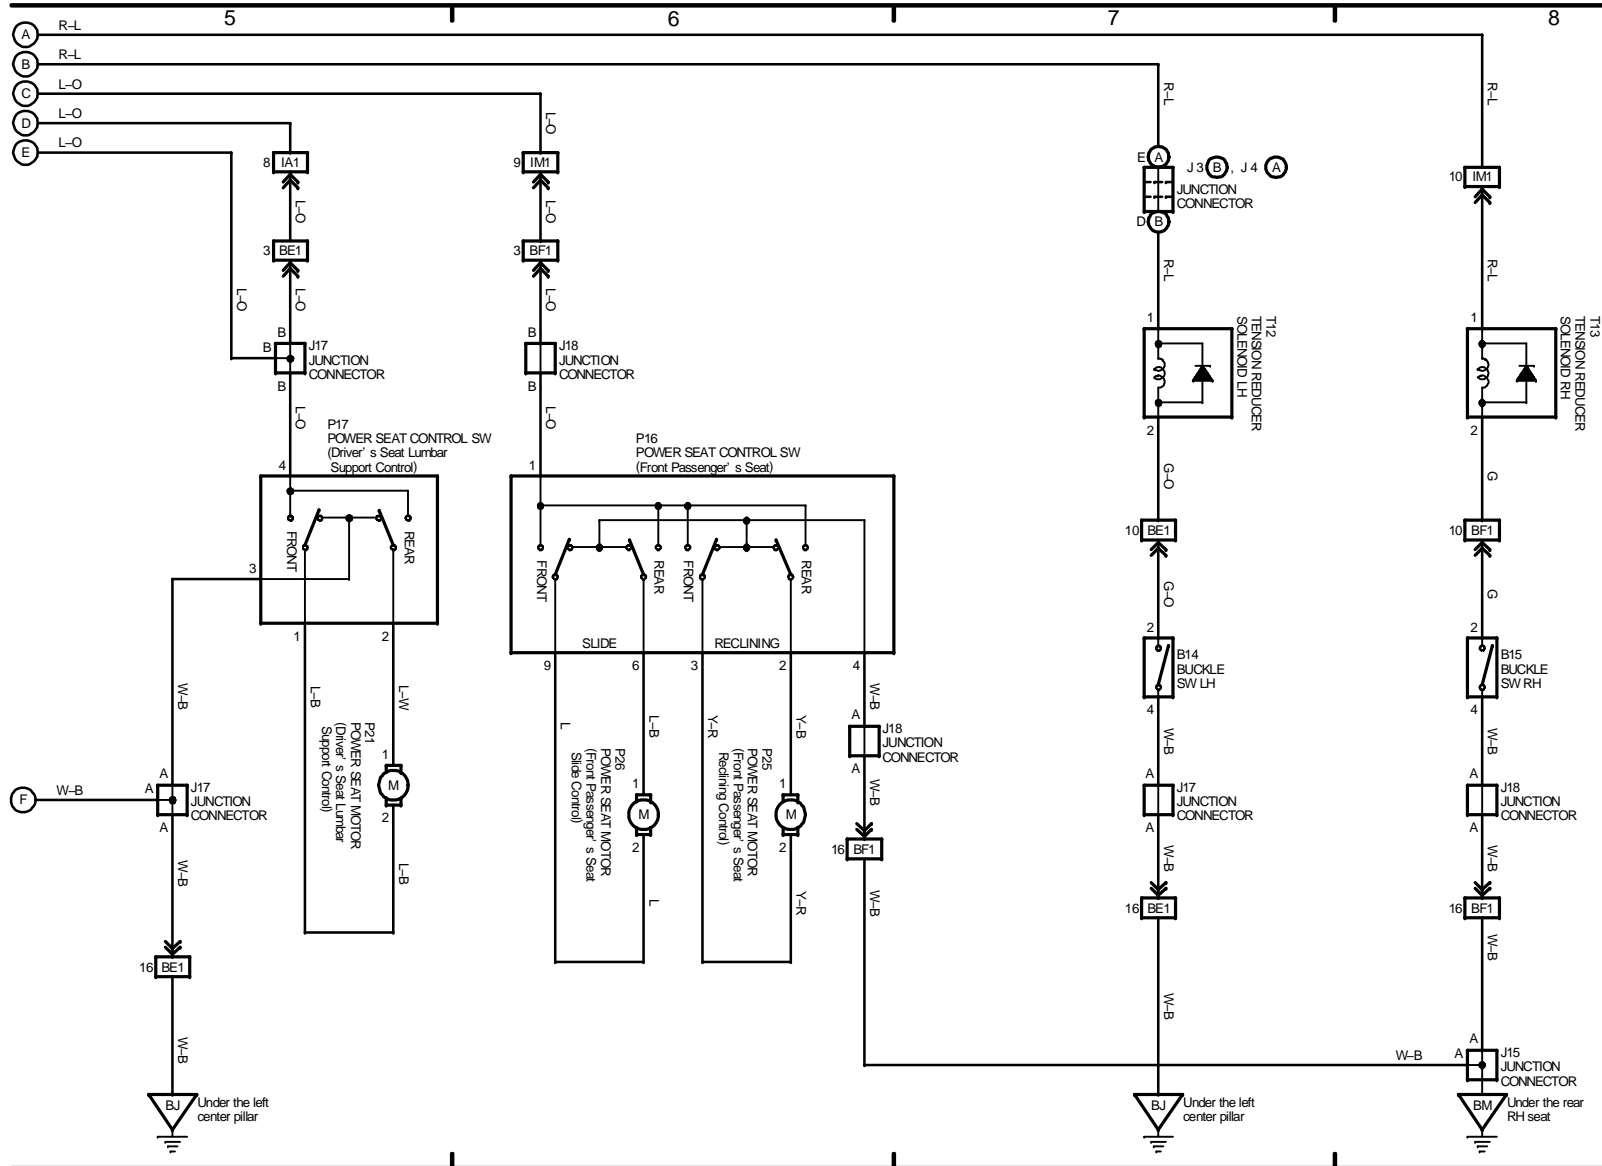 5
6
7
8
A
R–L
B
R–L
C
L–O
D
L–O
E
L–O
L–O
R–L
R–L
8 IA1
9 IM1
E A
J 3 B , J 4 A
JUNCTION
CONNECTOR
D B
10 IM1
L–O
L–O
3 BE1
3 BF1
L–O
L–O
L–O
R–L
R–L
B
B
J17
JUNCTION
CONNECTOR
B
B
J18
JUNCTION
CONNECTOR
B
1
T12
TENSION REDUCER
SOLENOID LH
2
1
T13
TENSION REDUCER
SOLENOID RH
2
L–O
L–O
P17
POWER SEAT CONTROL SW
(Driver' s Seat Lumbar
Support Control)
4
FRONT
REAR
3
1
2
P16
POWER SEAT CONTROL SW
(Front Passenger' s Seat)
1
FRONT
REAR
FRONT
REAR
SLIDE
RECLINING
9
6
3
2
4
G–O
G
10 BE1
10 BF1
G–O
G
2
B14
BUCKLE
SW LH
4
2
B15
BUCKLE
SW RH
4
W–B
L–B
L–W
L
L–B
Y–R
Y–B
W–B
W–B
W–B
P21
POWER SEAT MOTOR
(Driver' s Seat Lumbar
Support Control)
1
M
2
L–B
P26
POWER SEAT MOTOR
(Front Passenger' s Seat
Slide Control)
1
M
2
L
P25
POWER SEAT MOTOR
(Front Passenger' s Seat
Reclining Control)
1
M
2
Y–R
A
J18
JUNCTION
CONNECTOR
A
W–B
16 BF1
W–B
F
W–B
A
A
J17
JUNCTION
CONNECTOR
A
A
J17
JUNCTION
CONNECTOR
A
A
J18
JUNCTION
CONNECTOR
A
W–B
W–B
W–B
16 BE1
16 BE1
16 BF1
W–B
W–B
W–B
W–B
A
A
J15
JUNCTION
CONNECTOR
BJ
Under the left
center pillar
BJ
Under the left
center pillar
BM
Under the rear
RH seat